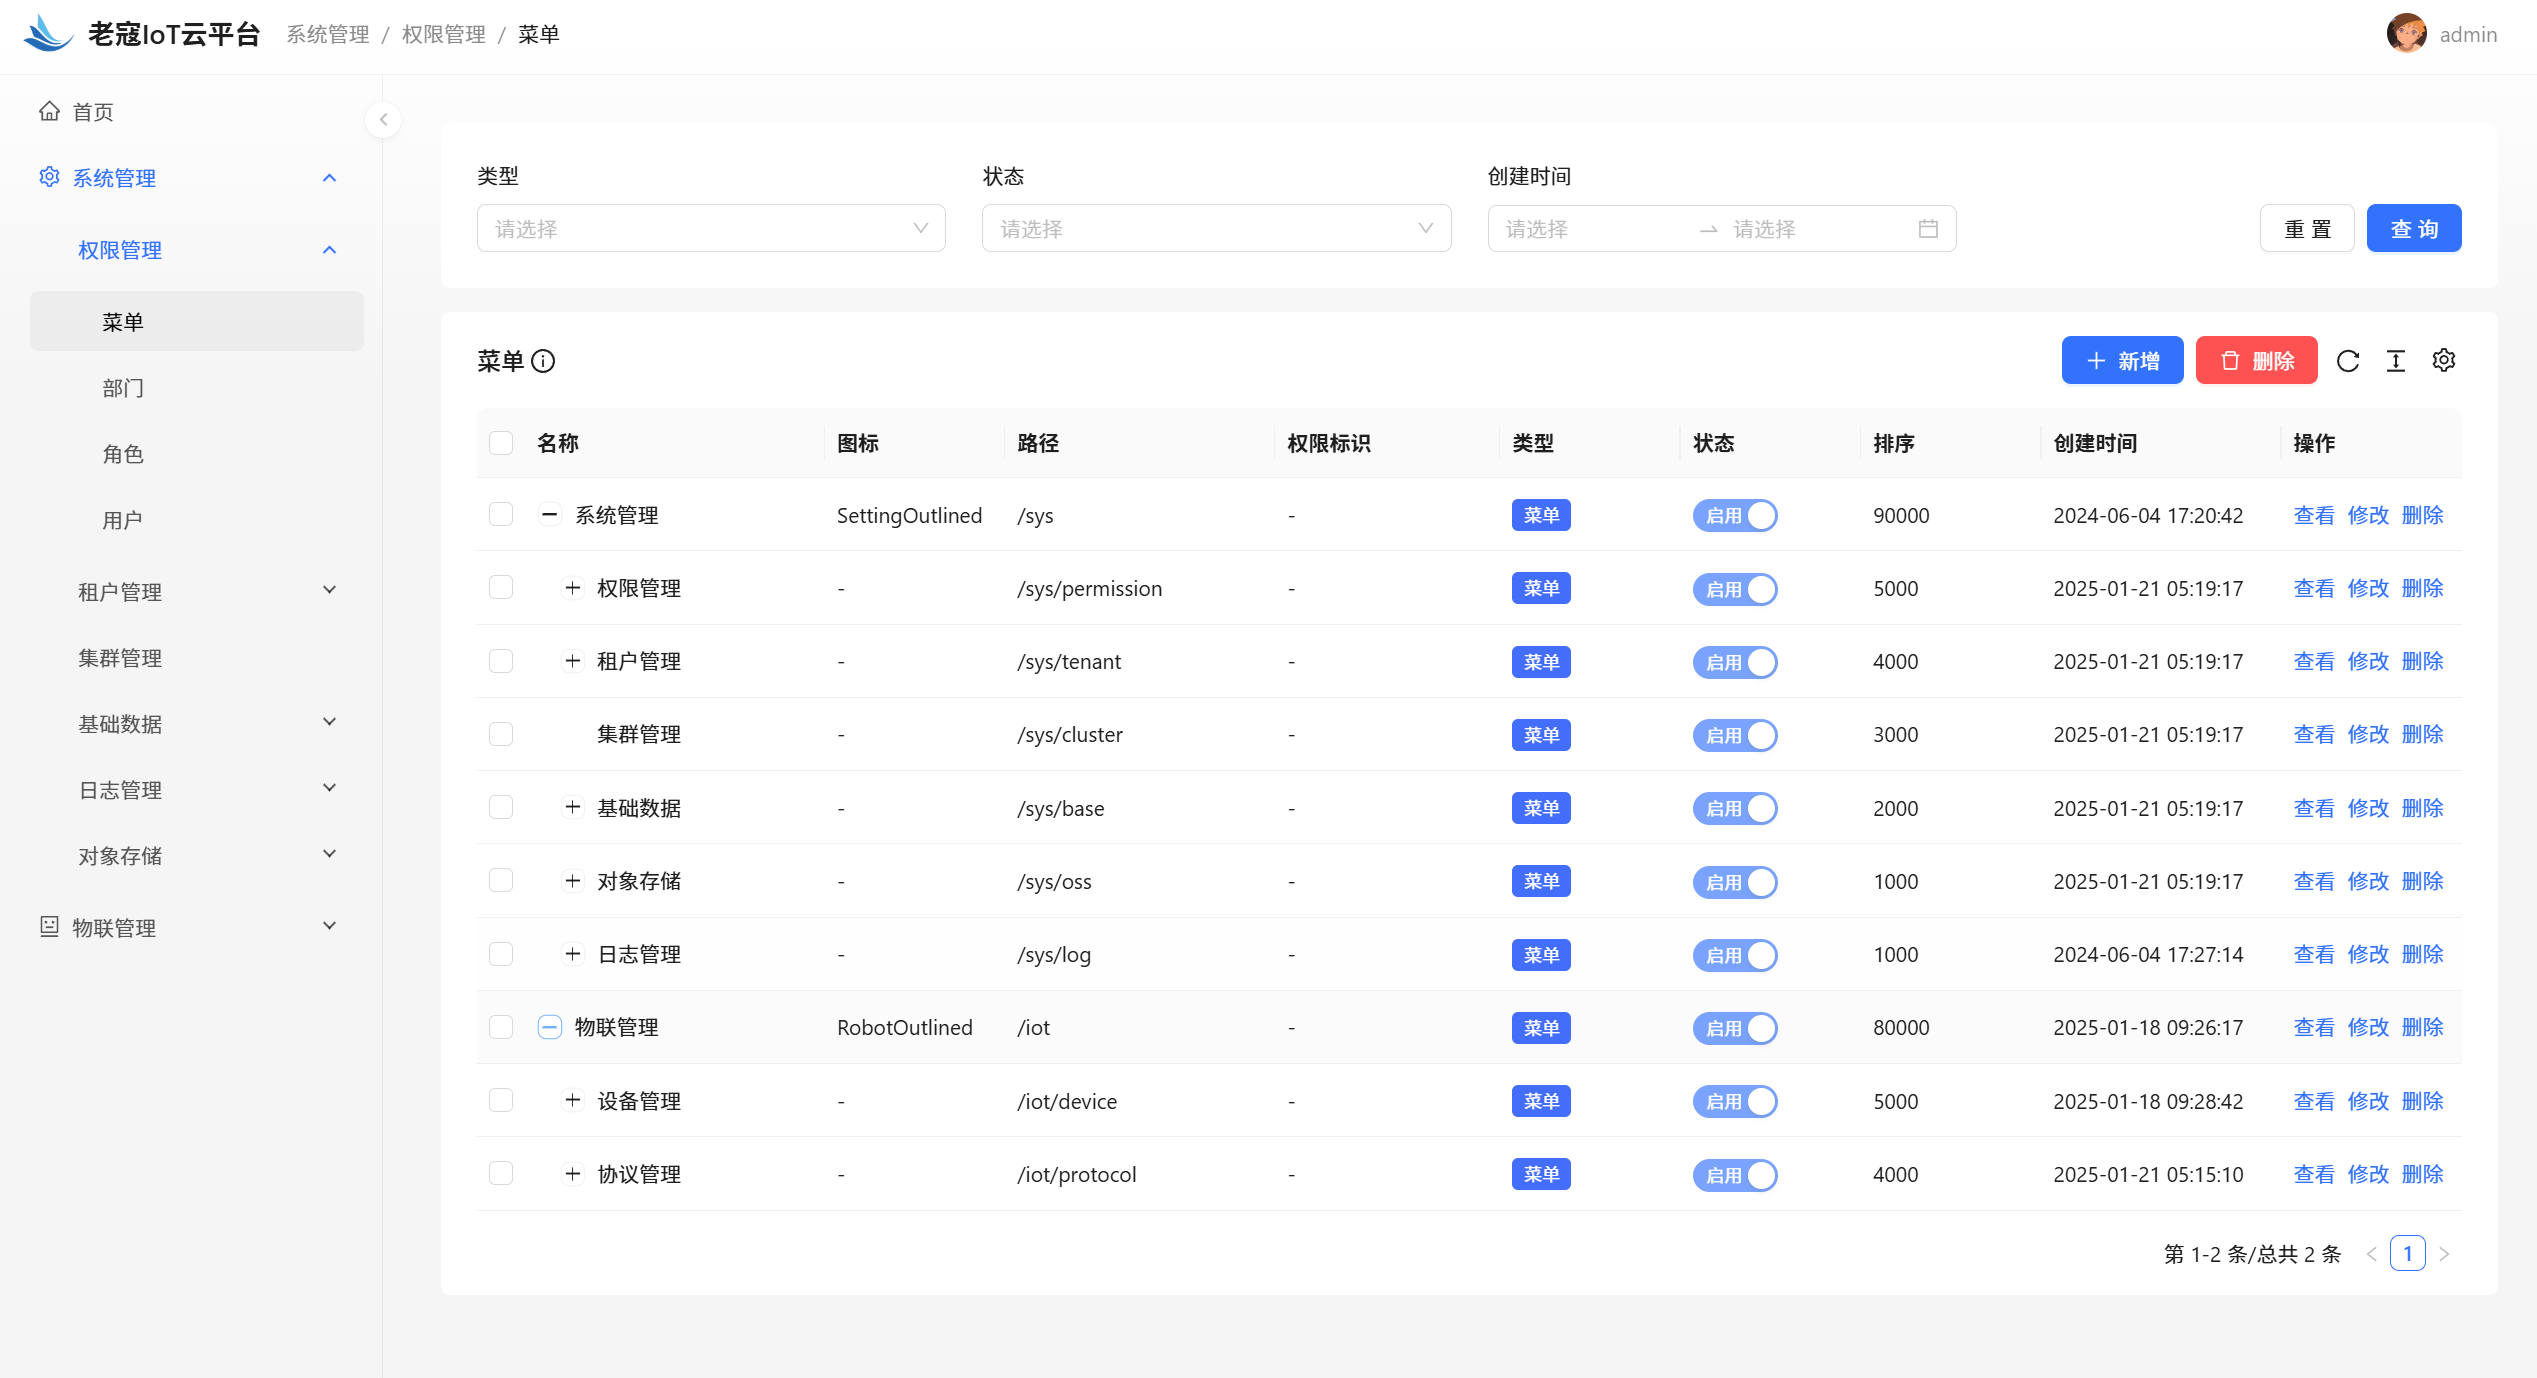 老寇IoT云平台 系统管理 / 权限管理 / 菜单 admin
首页
系统管理
权限管理
菜单
部门
角色
用户
租户管理
集群管理
基础数据
日志管理
对象存储
物联管理
类型 状态 创建时间
请选择 请选择 请选择 → 请选择 重 置 查 询
菜单 新增 删除
名称 图标 路径 权限标识 类型 状态 排序 创建时间 操作
系统管理 SettingOutlined /sys - 菜单 启用 90000 2024-06-04 17:20:42 查看 修改 删除
权限管理 - /sys/permission - 菜单 启用 5000 2025-01-21 05:19:17 查看 修改 删除
租户管理 - /sys/tenant - 菜单 启用 4000 2025-01-21 05:19:17 查看 修改 删除
集群管理 - /sys/cluster - 菜单 启用 3000 2025-01-21 05:19:17 查看 修改 删除
基础数据 - /sys/base - 菜单 启用 2000 2025-01-21 05:19:17 查看 修改 删除
对象存储 - /sys/oss - 菜单 启用 1000 2025-01-21 05:19:17 查看 修改 删除
日志管理 - /sys/log - 菜单 启用 1000 2024-06-04 17:27:14 查看 修改 删除
物联管理 RobotOutlined /iot - 菜单 启用 80000 2025-01-18 09:26:17 查看 修改 删除
设备管理 - /iot/device - 菜单 启用 5000 2025-01-18 09:28:42 查看 修改 删除
协议管理 - /iot/protocol - 菜单 启用 4000 2025-01-21 05:15:10 查看 修改 删除
第 1-2 条/总共 2 条 < 1 >